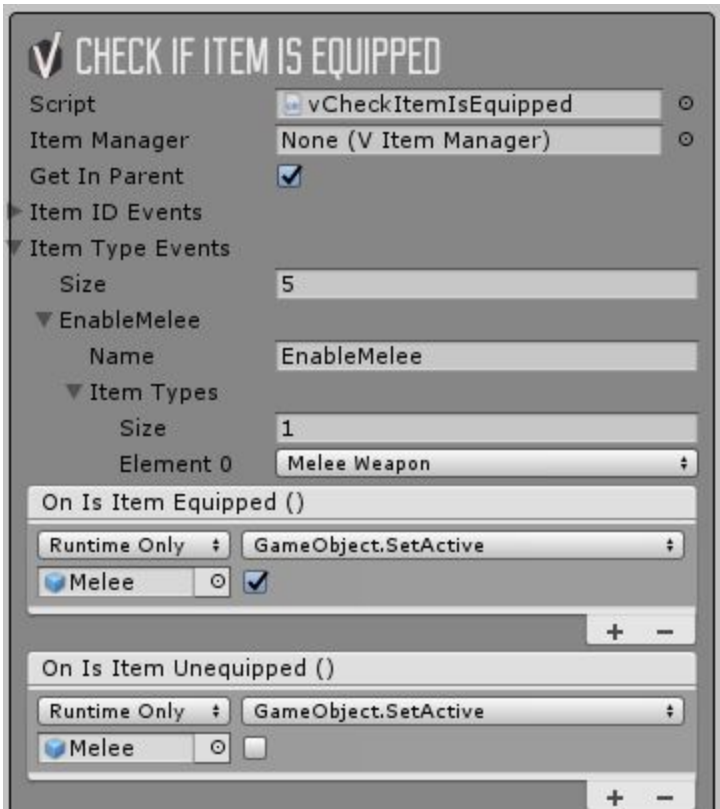 CHECK IF ITEM IS EQUIPPED
Script vCheckItemIsEquipped
Item Manager None (V Item Manager)
Get In Parent
Item ID Events
Item Type Events
Size 5
EnableMelee
Name EnableMelee
Item Types
Size 1
Element 0 Melee Weapon
On Is Item Equipped ()
Runtime Only GameObject.SetActive
Melee
+ −
On Is Item Unequipped ()
Runtime Only GameObject.SetActive
Melee
+ −